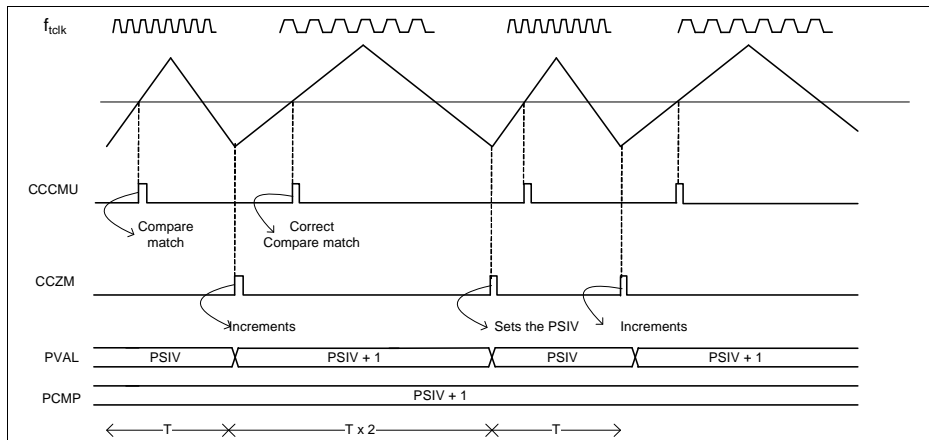 f_tclk
CCCMU
Compare
match
Correct
Compare match
CCZM
Increments
Sets the PSIV
Increments
PVAL
PSIV
PSIV + 1
PSIV
PSIV + 1
PCMP
PSIV + 1
T
T x 2
T